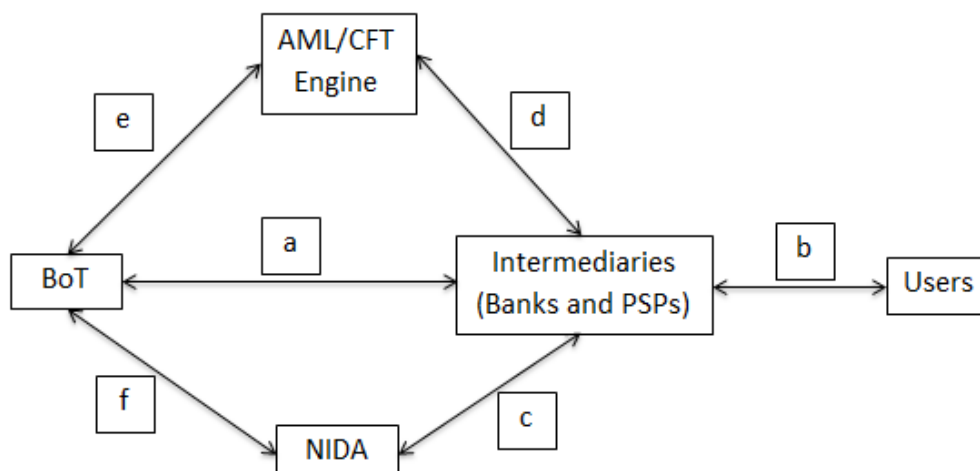 AML/CFT
Engine
e
d
a
b
BoT
Intermediaries
(Banks and PSPs)
Users
f
c
NIDA